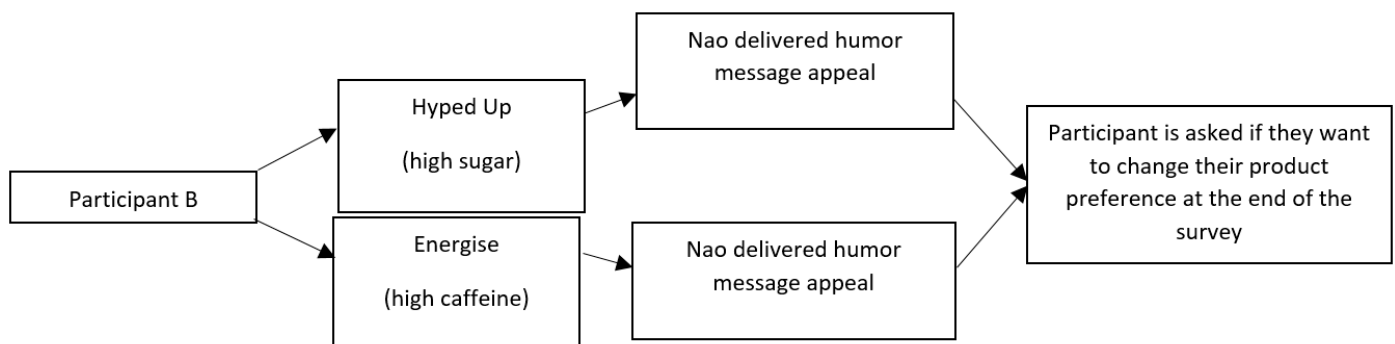 Participant B
Hyped Up
(high sugar)
Energise
(high caffeine)
Nao delivered humor
message appeal
Nao delivered humor
message appeal
Participant is asked if they want
to change their product
preference at the end of the
survey